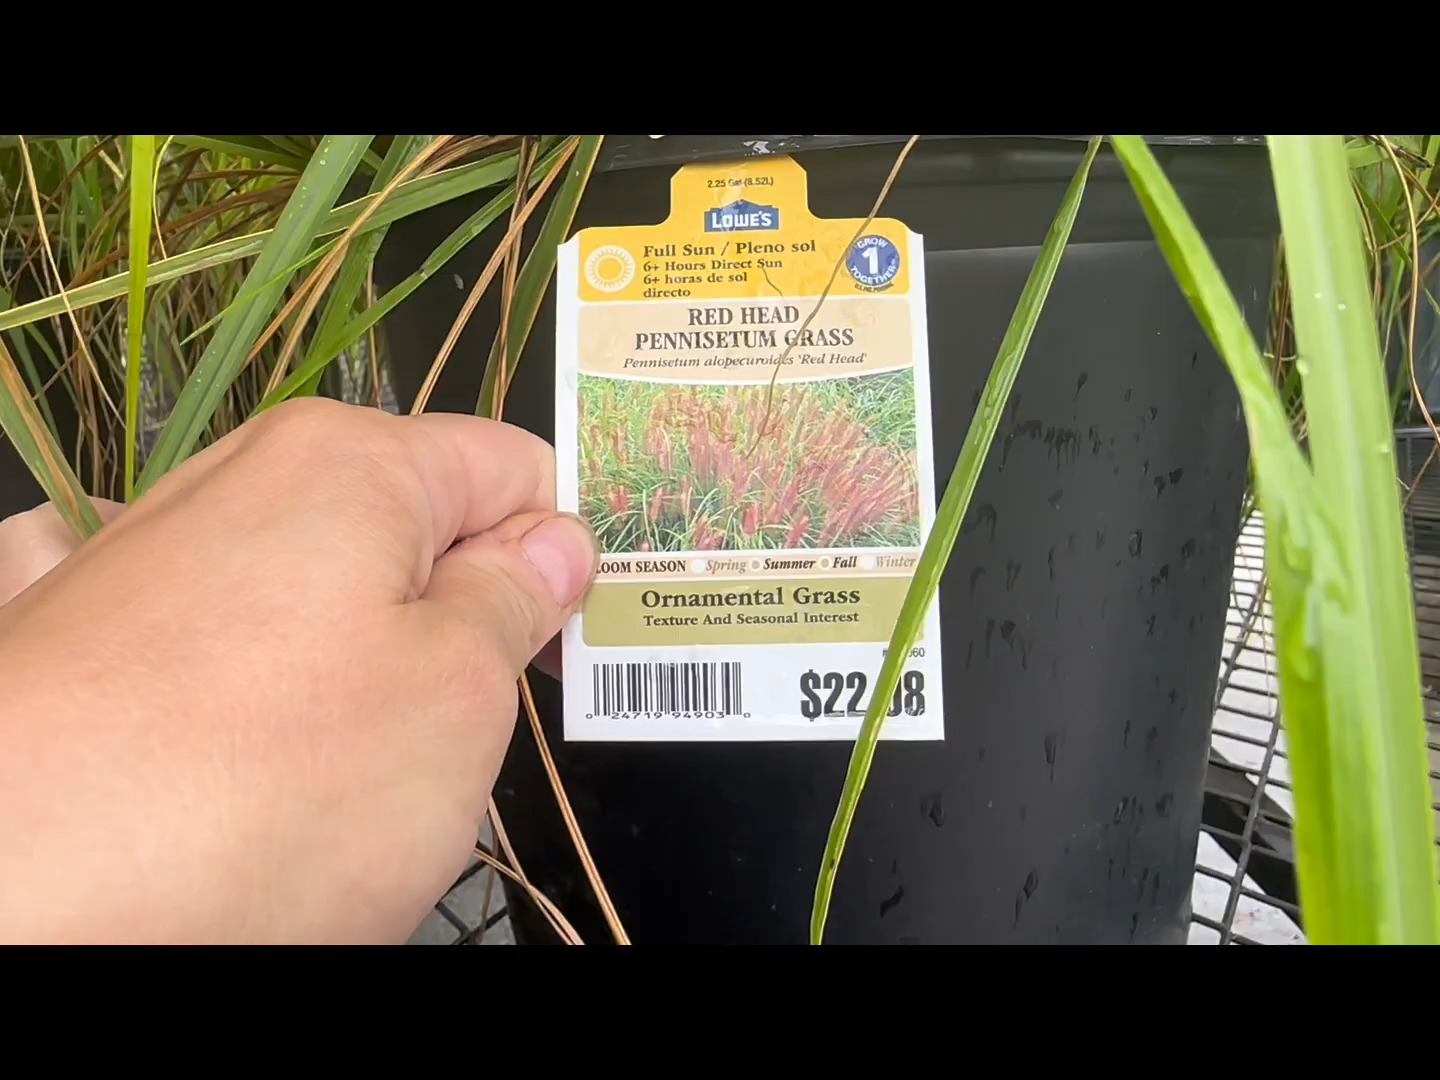 2.25 Gal (8.52L)
LOWE'S
Full Sun / Pleno sol
6+ Hours Direct Sun
6+ horas de sol
directo
GROW
1
TOGETHER
RED HEAD
PENNISETUM GRASS
Pennisetum alopecuroides 'Red Head'
LOOM SEASON Spring Summer Fall Winter
Ornamental Grass
Texture And Seasonal Interest
0 24719 94903 0